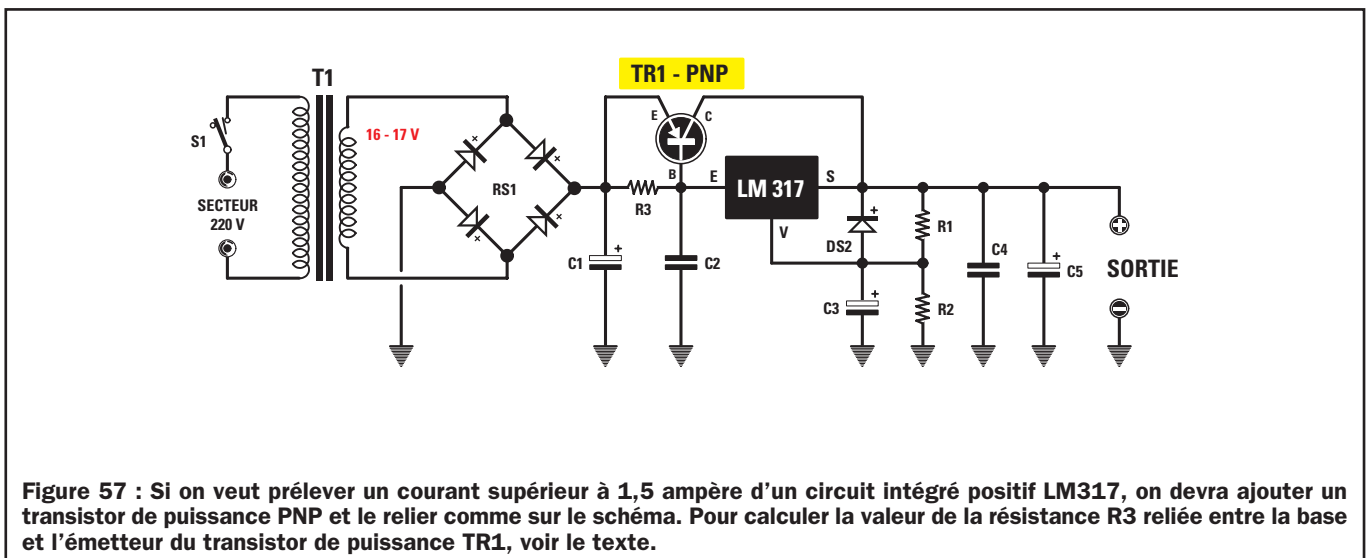 TR1 - PNP
T1
E
C
16 - 17 V
S1
B
E
LM 317
S
SECTEUR
220 V
RS1
R3
V
DS2
R1
C1
+
C2
+
C4
+
C5
SORTIE
C3
+
R2
Figure 57 : Si on veut prélever un courant supérieur à 1,5 ampère d'un circuit intégré positif LM317, on devra ajouter un
transistor de puissance PNP et le relier comme sur le schéma. Pour calculer la valeur de la résistance R3 reliée entre la base
et l'émetteur du transistor de puissance TR1, voir le texte.